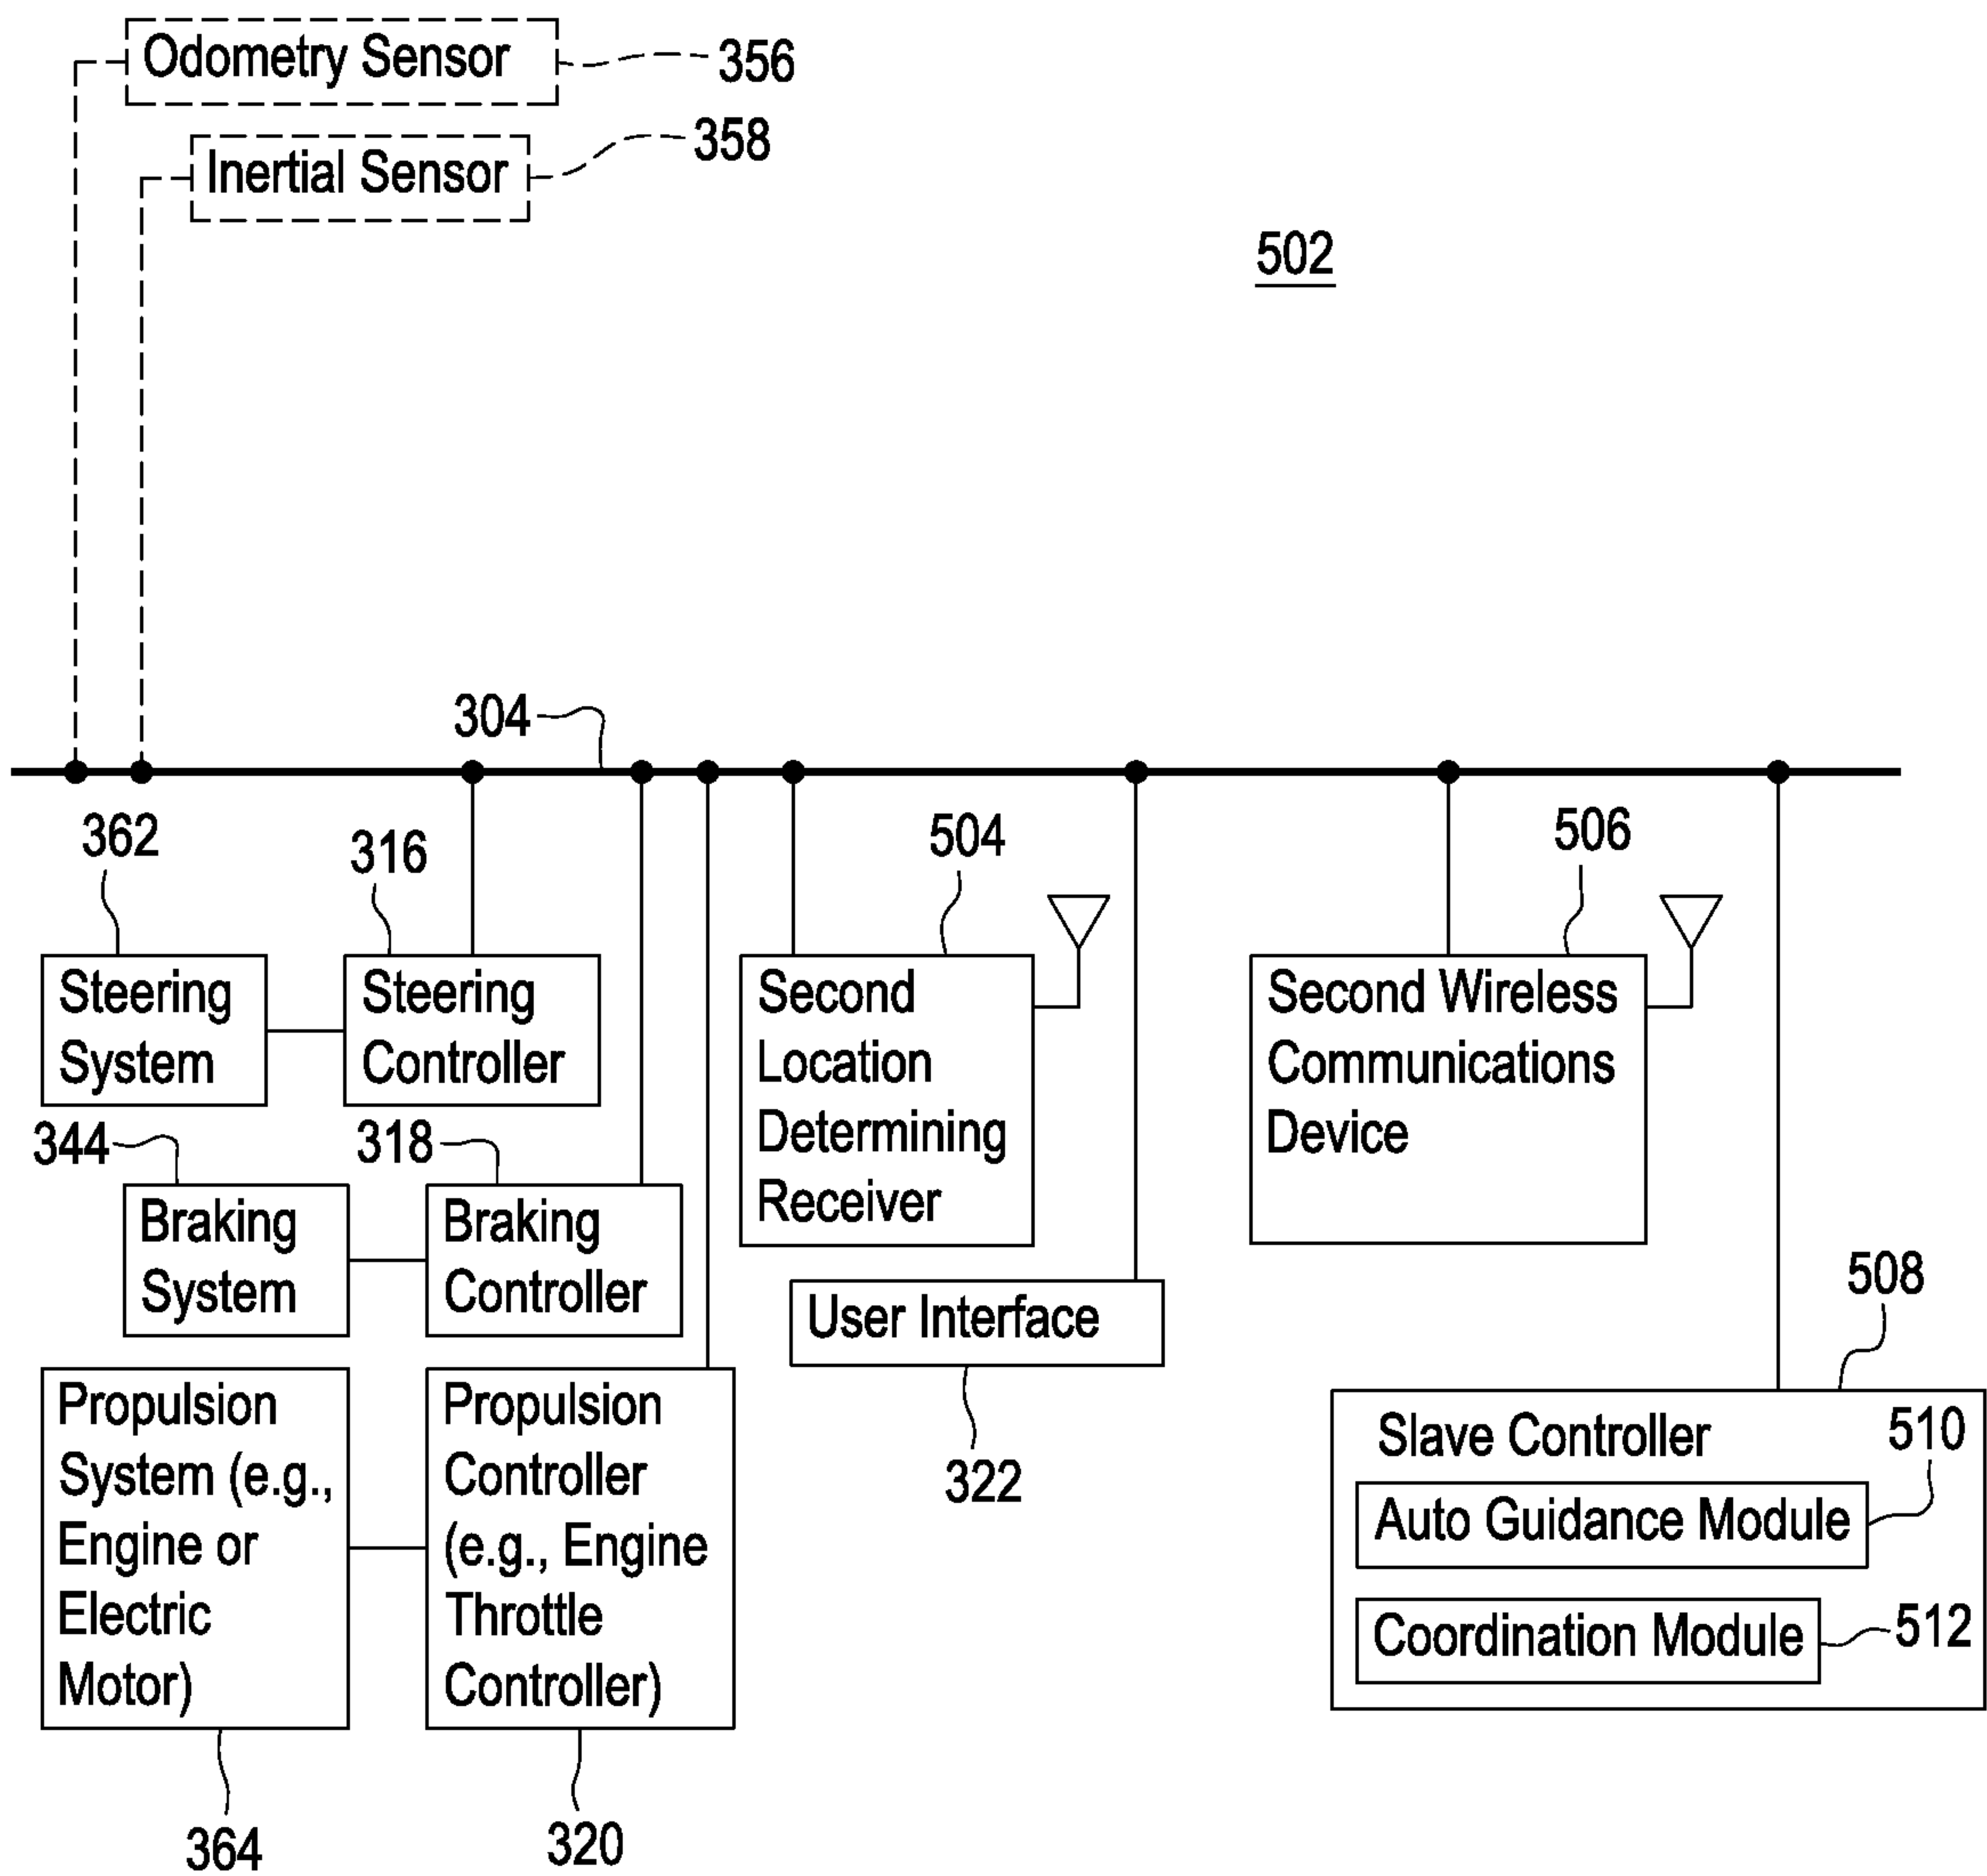 Odometry Sensor
356
Inertial Sensor
358
502
304
362
316
504
506
Steering
System
Steering
Controller
Second
Location
Determining
Receiver
Second Wireless
Communications
Device
344
318
Braking
System
Braking
Controller
User Interface
322
508
Propulsion
System (e.g.,
Engine or
Electric
Motor)
Propulsion
Controller
(e.g., Engine
Throttle
Controller)
Slave Controller
510
Auto Guidance Module
Coordination Module
512
364
320